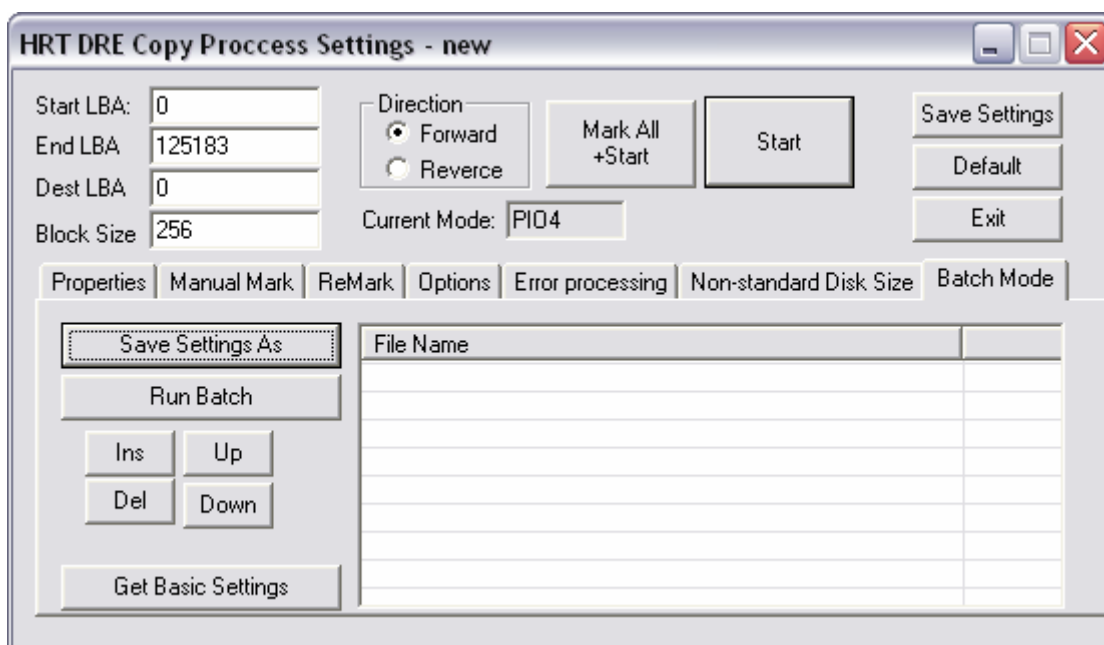 HRT DRE Copy Proccess Settings - new
Start LBA: 0
End LBA 125183
Dest LBA 0
Block Size 256
Direction
Forward
Reverce
Current Mode: PIO4
Mark All
+Start
Start
Save Settings
Default
Exit
Properties Manual Mark ReMark Options Error processing Non-standard Disk Size Batch Mode
Save Settings As
Run Batch
Ins Up
Del Down
Get Basic Settings
File Name